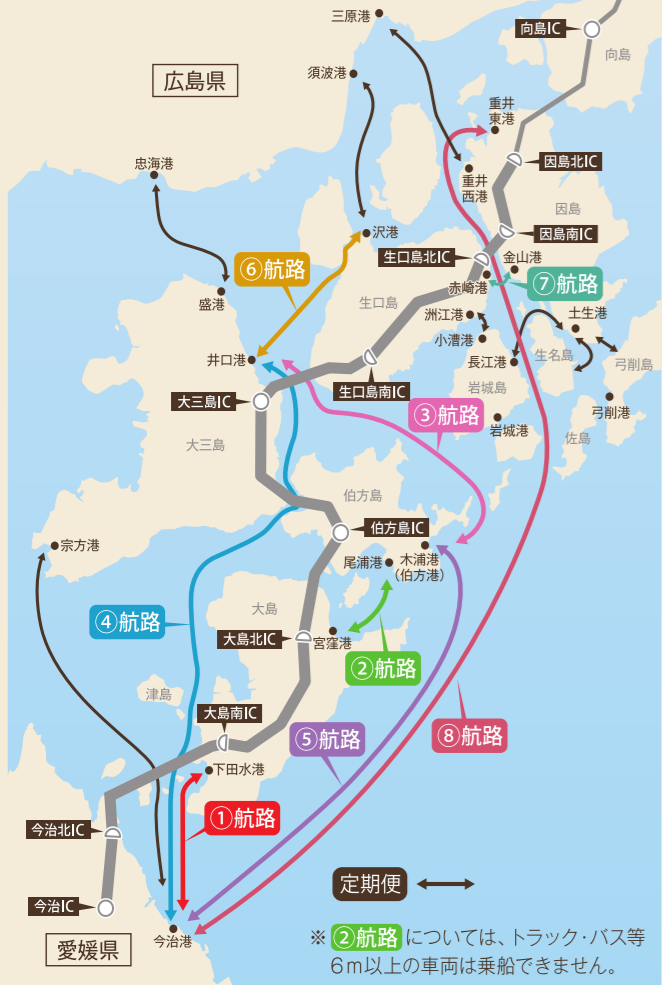 三原港
向島IC
向島
須波港
広島県
重井
東港
忠海港
因島北IC
重井
西港
因島
沢港
因島南IC
生口島北IC
金山港
⑥航路
赤崎港
⑦航路
盛港
生口島
洲江港
土生港
小漕港
生名島
井口港
長江港
弓削島
生口島南IC
岩城島
大三島IC
③航路
弓削港
岩城港
大三島
佐島
伯方島
伯方島IC
宗方港
尾浦港
木浦港
(伯方港)
大島
④航路
大島北IC
宮窪港
②航路
津島
大島南IC
⑤航路
⑧航路
下田水港
①航路
今治北IC
定期便
今治IC
今治港
愛媛県
※②航路については、トラック・バス等
6m以上の車両は乗船できません。